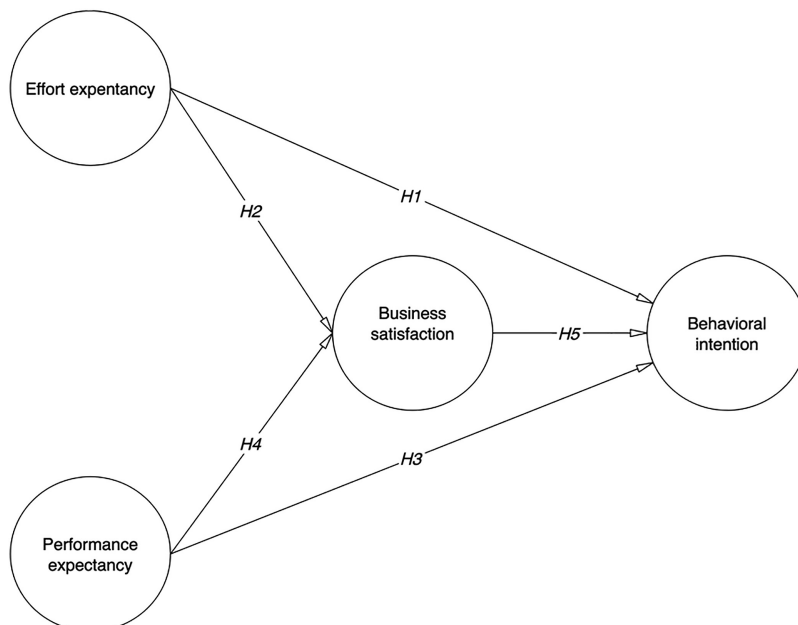 Effort expentancy
H1
H2
Business
satisfaction
Behavioral
intention
H5
H4
H3
Performance
expectancy